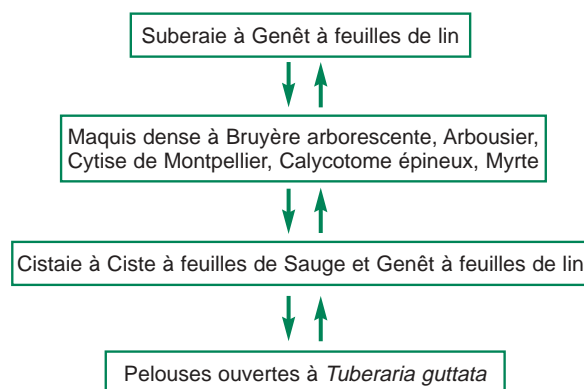 Suberaie à Genêt à feuilles de lin
Maquis dense à Bruyère arborescente, Arbousier,
Cytise de Montpellier, Calycotome épineux, Myrte
Cistaie à Ciste à feuilles de Sauge et Genêt à feuilles de lin
Pelouses ouvertes à Tuberaria guttata